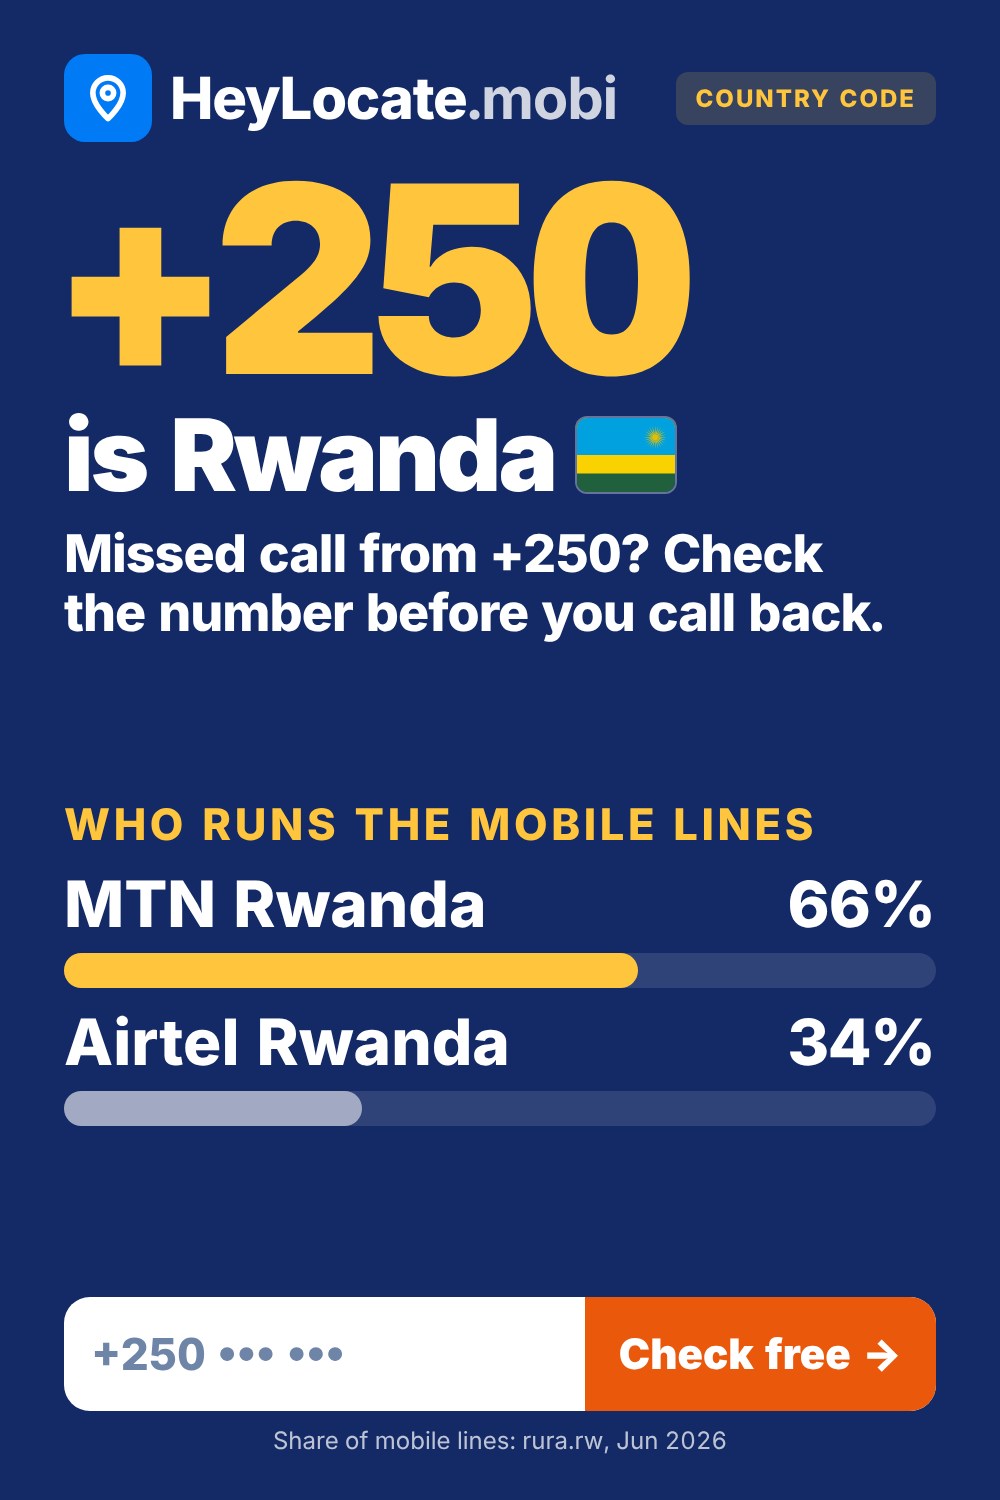 HeyLocate.mobi
COUNTRY CODE
+250
is Rwanda
Missed call from +250? Check
the number before you call back.
WHO RUNS THE MOBILE LINES
MTN Rwanda 66%
Airtel Rwanda 34%
+250 ••• •••
Check free →
Share of mobile lines: rura.rw, Jun 2026